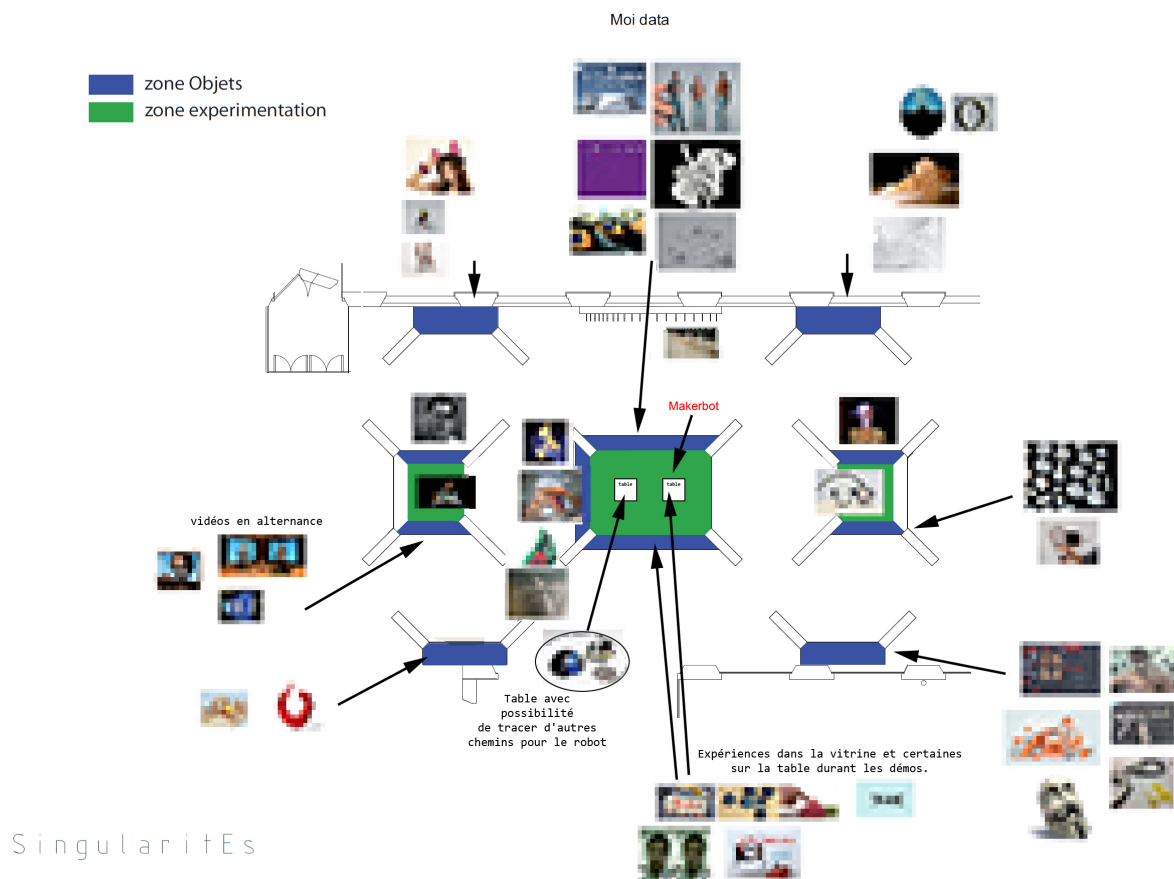 Moi data
zone Objets
zone experimentation
Makerbot
table
table
vidéos en alternance
Table avec
possibilité
de tracer d'autres
chemins pour le robot
Expériences dans la vitrine et certaines
sur la table durant les démos.
SingularitEs